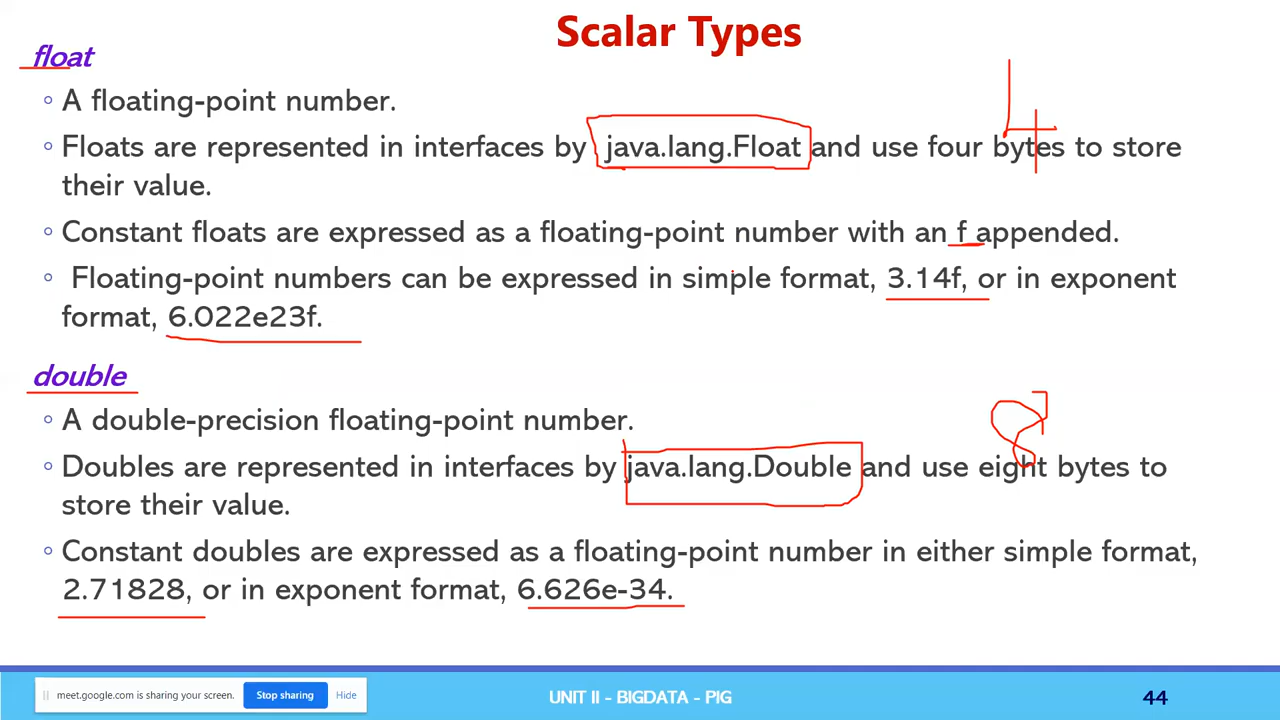 Scalar Types
float
◦ A floating-point number.
4
◦ Floats are represented in interfaces by java.lang.Float and use four bytes to store
their value.
◦ Constant floats are expressed as a floating-point number with an f appended.
◦ Floating-point numbers can be expressed in simple format, 3.14f, or in exponent
format, 6.022e23f.
double
◦ A double-precision floating-point number.
8
◦ Doubles are represented in interfaces by java.lang.Double and use eight bytes to
store their value.
◦ Constant doubles are expressed as a floating-point number in either simple format,
2.71828, or in exponent format, 6.626e-34.
meet.google.com is sharing your screen. Stop sharing Hide
UNIT II – BIGDATA - PIG
44